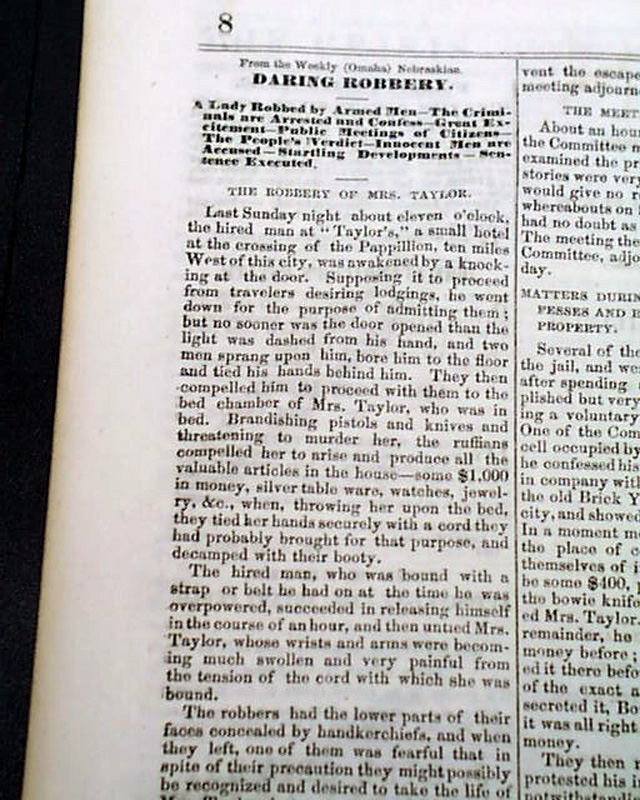 8
From the Weekly (Omaha) Nebraskian.
DARING ROBBERY.
A Lady Robbed by Armed Men—The Crimi-
nals are Arrested and Confess—Great Ex-
citement—Public Meetings of Citizens—
The People's Verdict—Innocent Men are
Accused—Startling Developments—Sen-
tence Executed.
THE ROBBERY OF MRS. TAYLOR.
Last Sunday night about eleven o'clock,
the hired man at "Taylor's," a small hotel
at the crossing of the Pappillion, ten miles
West of this city, was awakened by a knock-
ing at the door. Supposing it to proceed
from travelers desiring lodgings, he went
down for the purpose of admitting them;
but no sooner was the door opened than the
light was dashed from his hand, and two
men sprang upon him, bore him to the floor
and tied his hands behind him. They then
compelled him to proceed with them to the
bed chamber of Mrs. Taylor, who was in
bed. Brandishing pistols and knives and
threatening to murder her, the ruffians
compelled her to arise and produce all the
valuable articles in the house—some $1,000
in money, silver table ware, watches, jewel-
ry, &c., when, throwing her upon the bed,
they tied her hands securely with a cord they
had probably brought for that purpose, and
decamped with their booty.
The hired man, who was bound with a
strap or belt he had on at the time he was
overpowered, succeeded in releasing himself
in the course of an hour, and then untied Mrs.
Taylor, whose wrists and arms were becom-
ing much swollen and very painful from
the tension of the cord with which she was
bound.
The robbers had the lower parts of their
faces concealed by handkerchiefs, and when
they left, one of them was fearful that in
spite of their precaution they might possibly
be recognized and desired to take the life of
vent the escape
meeting adjourn
THE MEET
About an hou
the Committee m
examined the pr
stories were very
would give no r
whereabouts on
had no doubt as
The meeting the
Committee, adjo
day.
MATTERS DURI
FESSES AND
PROPERTY.
Several of the
the jail, and we
after spending
plished but very
ing a voluntary
One of the Com
cell occupied by
he confessed his
in company with
the old Brick Y
city, and showed
In a moment mo
the place of c
themselves of i
be some $400, p
the bowie knife
ed Mrs. Taylor.
remainder, he
money before;
ed it there befo
of the exact a
secreted it, Bo
it was all right
money.
They then r
protested his i
notwithstanding